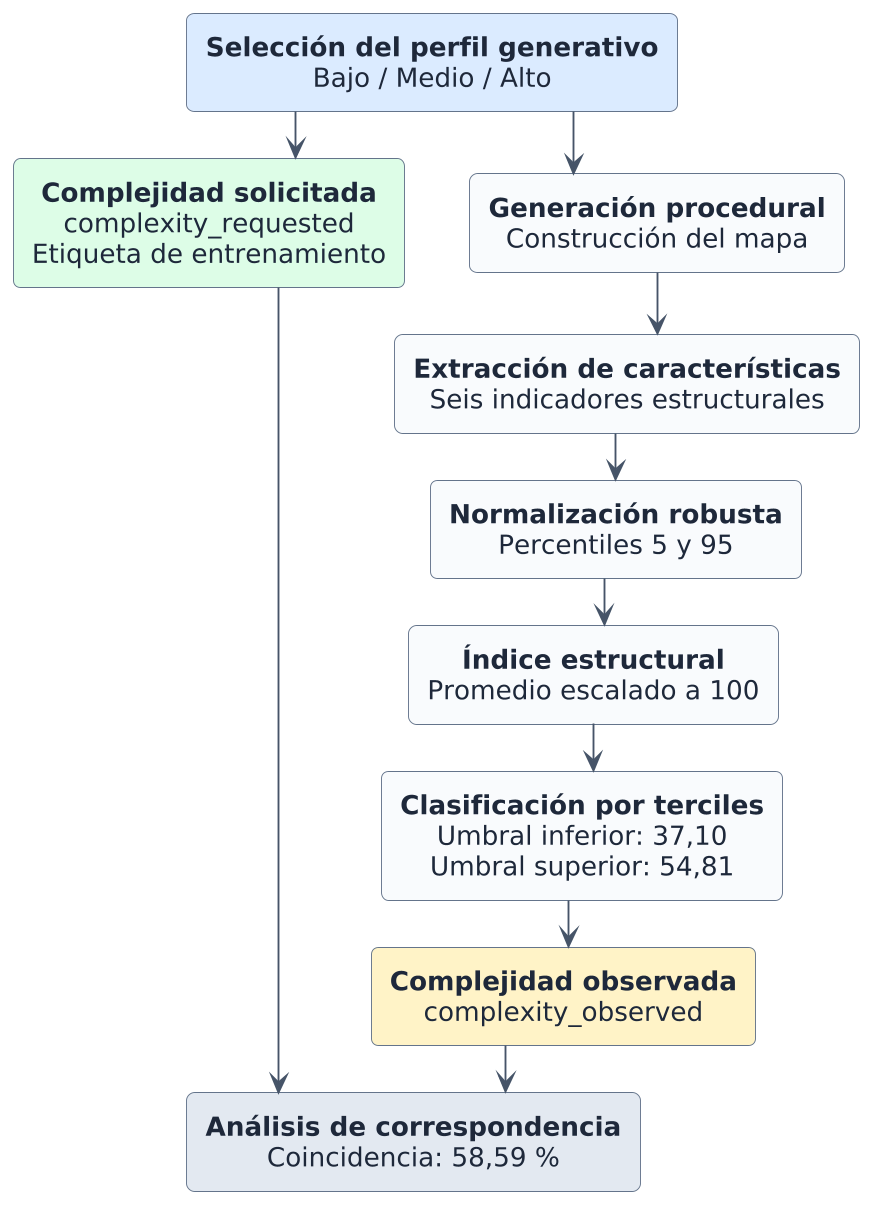 Selección del perfil generativo
Bajo / Medio / Alto
Complejidad solicitada
complexity_requested
Etiqueta de entrenamiento
Generación procedural
Construcción del mapa
Extracción de características
Seis indicadores estructurales
Normalización robusta
Percentiles 5 y 95
Índice estructural
Promedio escalado a 100
Clasificación por terciles
Umbral inferior: 37,10
Umbral superior: 54,81
Complejidad observada
complexity_observed
Análisis de correspondencia
Coincidencia: 58,59 %